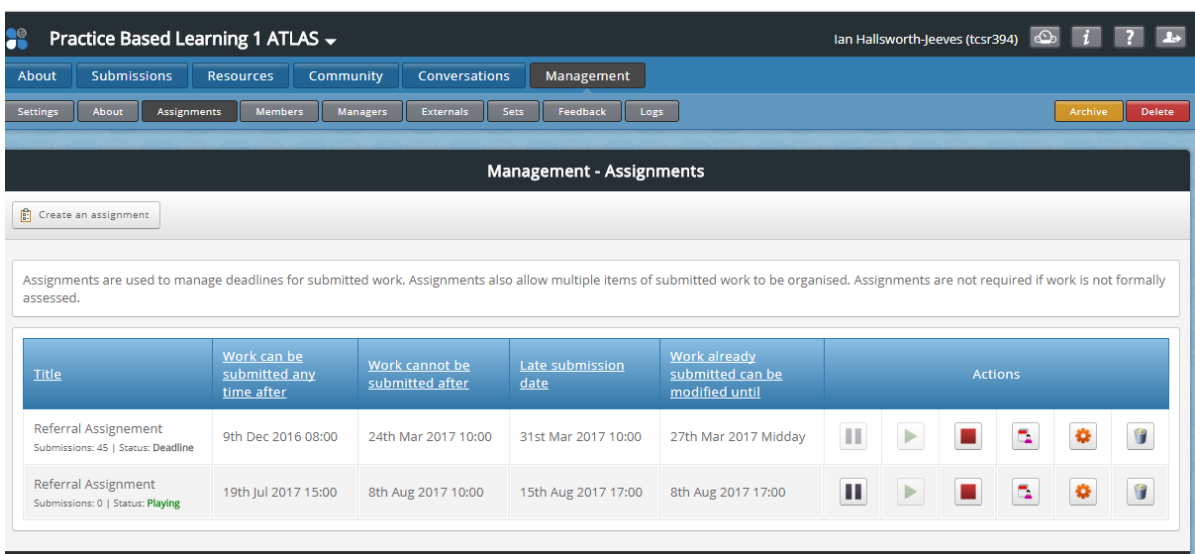 Practice Based Learning 1 ATLAS
Ian Hallsworth-Jeeves (tcsr394)
i
?
About Submissions Resources Community Conversations Management
Settings About Assignments Members Managers Externals Sets Feedback Logs Archive Delete
Management - Assignments
Create an assignment
Assignments are used to manage deadlines for submitted work. Assignments also allow multiple items of submitted work to be organised. Assignments are not required if work is not formally
assessed.
Title
Work can be
submitted any
time after
Work cannot be
submitted after
Late submission
date
Work already
submitted can be
modified until
Actions
Referral Assignement
Submissions: 45 | Status: Deadline
9th Dec 2016 08:00
24th Mar 2017 10:00
31st Mar 2017 10:00
27th Mar 2017 Midday
Referral Assignment
Submissions: 0 | Status: Playing
19th Jul 2017 15:00
8th Aug 2017 10:00
15th Aug 2017 17:00
8th Aug 2017 17:00